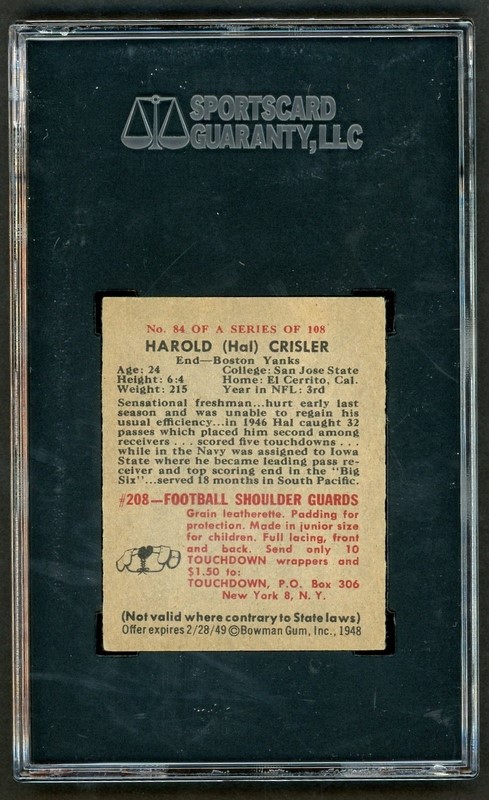 SPORTSCARD
GUARANTY, LLC
No. 84 OF A SERIES OF 108
HAROLD (Hal) CRISLER
End—Boston Yanks
Age: 24 College: San Jose State
Height: 6:4 Home: El Cerrito, Cal.
Weight: 215 Year in NFL: 3rd
Sensational freshman...hurt early last
season and was unable to regain his
usual efficiency...in 1946 Hal caught 32
passes which placed him second among
receivers . . . scored five touchdowns . . .
while in the Navy was assigned to Iowa
State where he became leading pass re-
ceiver and top scoring end in the "Big
Six"...served 18 months in South Pacific.
#208—FOOTBALL SHOULDER GUARDS
Grain leatherette. Padding for
protection. Made in junior size
for children. Full lacing, front
and back. Send only 10
TOUCHDOWN wrappers and
$1.50 to:
TOUCHDOWN, P.O. Box 306
New York 8, N. Y.
(Not valid where contrary to State laws)
Offer expires 2/28/49 ©Bowman Gum, Inc., 1948